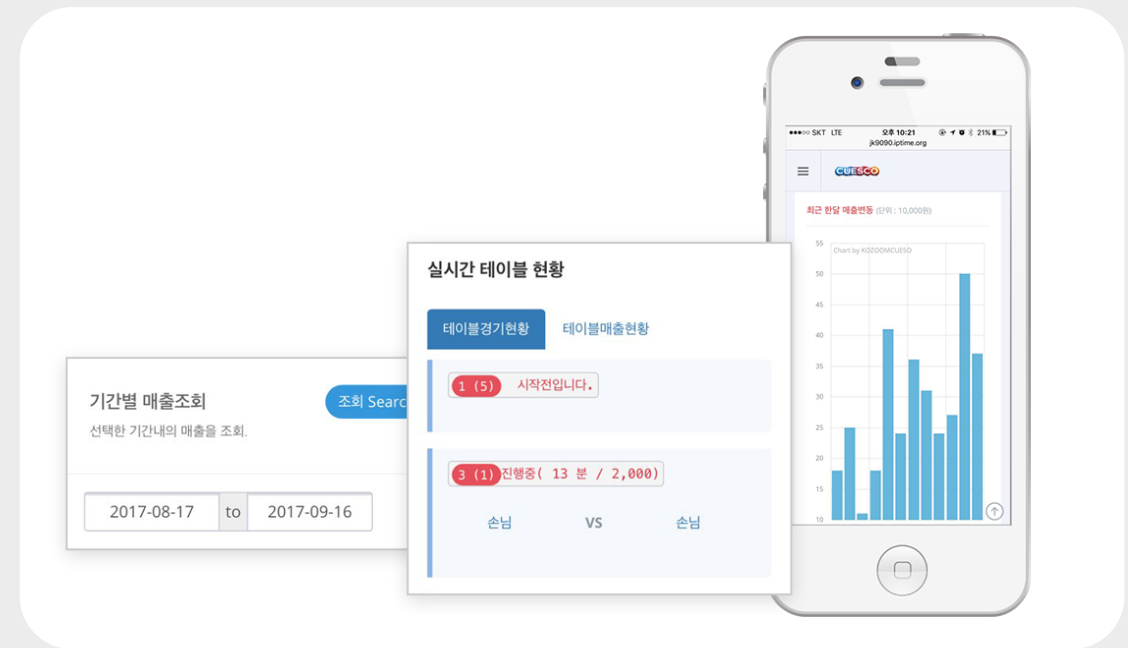 기간별 매출조회
조회 Searc
선택한 기간내의 매출을 조회.
2017-08-17 to 2017-09-16
실시간 테이블 현황
테이블경기현황 테이블매출현황
1 (5) 시작전입니다.
3 (1) 진행중( 13 분 / 2,000)
손님 VS 손님
SKT LTE 오후 10:21 21%
jk9090.iptime.org
CUESCO
최근 한달 매출변동 (단위 : 10,000원)
Chart by KOZOOMCUESO
55
50
45
40
35
30
25
20
15
10